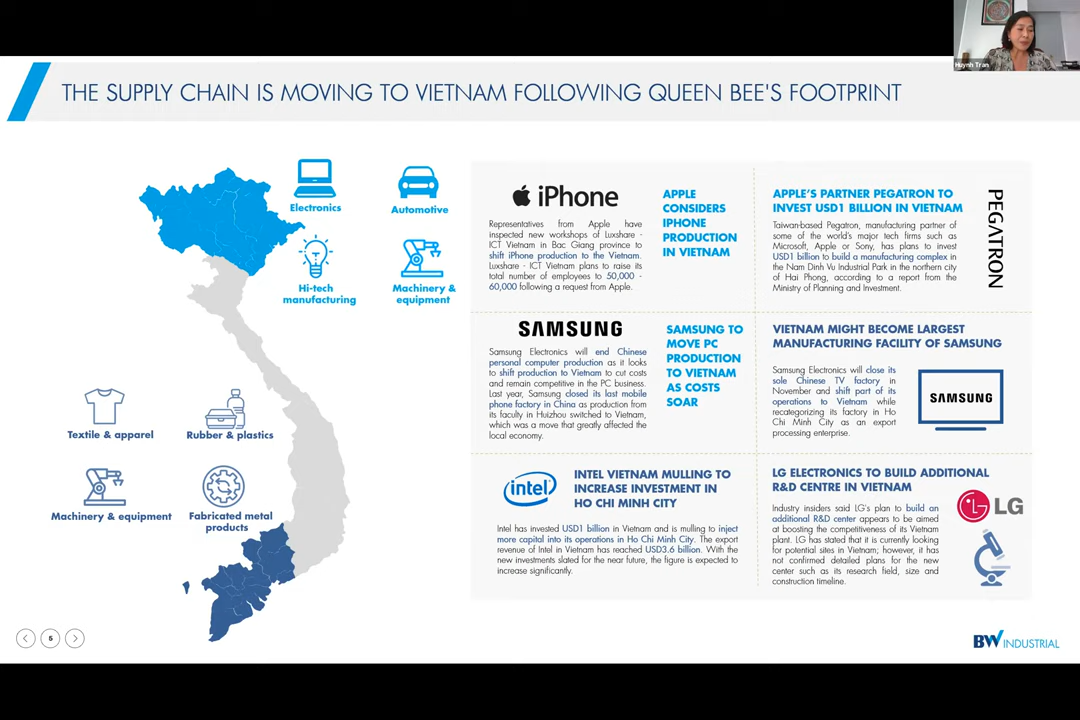 Huynh Tran
THE SUPPLY CHAIN IS MOVING TO VIETNAM FOLLOWING QUEEN BEE'S FOOTPRINT
Electronics
Automotive
Hi-tech
manufacturing
Machinery &
equipment
Textile & apparel
Rubber & plastics
Machinery & equipment
Fabricated metal
products
iPhone
APPLE
CONSIDERS
IPHONE
PRODUCTION
IN VIETNAM
Representatives from Apple have
inspected new workshops of Luxshare -
ICT Vietnam in Bac Giang province to
shift iPhone production to the Vietnam.
Luxshare - ICT Vietnam plans to raise its
total number of employees to 50,000 -
60,000 following a request from Apple.
APPLE'S PARTNER PEGATRON TO
INVEST USD1 BILLION IN VIETNAM
Taiwan-based Pegatron, manufacturing partner of
some of the world's major tech firms such as
Microsoft, Apple or Sony, has plans to invest
USD1 billion to build a manufacturing complex in
the Nam Dinh Vu Industrial Park in the northern city
of Hai Phong, according to a report from the
Ministry of Planning and Investment.
PEGATRON
SAMSUNG
SAMSUNG TO
MOVE PC
PRODUCTION
TO VIETNAM
AS COSTS
SOAR
Samsung Electronics will end Chinese
personal computer production as it looks
to shift production to Vietnam to cut costs
and remain competitive in the PC business.
Last year, Samsung closed its last mobile
phone factory in China as production from
its faculty in Huizhou switched to Vietnam,
which was a move that greatly affected the
local economy.
VIETNAM MIGHT BECOME LARGEST
MANUFACTURING FACILITY OF SAMSUNG
Samsung Electronics will close its
sole Chinese TV factory in
November and shift part of its
operations to Vietnam while
recategorizing its factory in Ho
Chi Minh City as an export
processing enterprise.
SAMSUNG
intel
INTEL VIETNAM MULLING TO
INCREASE INVESTMENT IN
HO CHI MINH CITY
Intel has invested USD1 billion in Vietnam and is mulling to inject
more capital into its operations in Ho Chi Minh City. The export
revenue of Intel in Vietnam has reached USD3.6 billion. With the
new investments slated for the near future, the figure is expected to
increase significantly.
LG ELECTRONICS TO BUILD ADDITIONAL
R&D CENTRE IN VIETNAM
Industry insiders said LG's plan to build an
additional R&D center appears to be aimed
at boosting the competitiveness of its Vietnam
plant. LG has stated that it is currently looking
for potential sites in Vietnam; however, it has
not confirmed detailed plans for the new
center such as its research field, size and
construction timeline.
LG
5
BW INDUSTRIAL